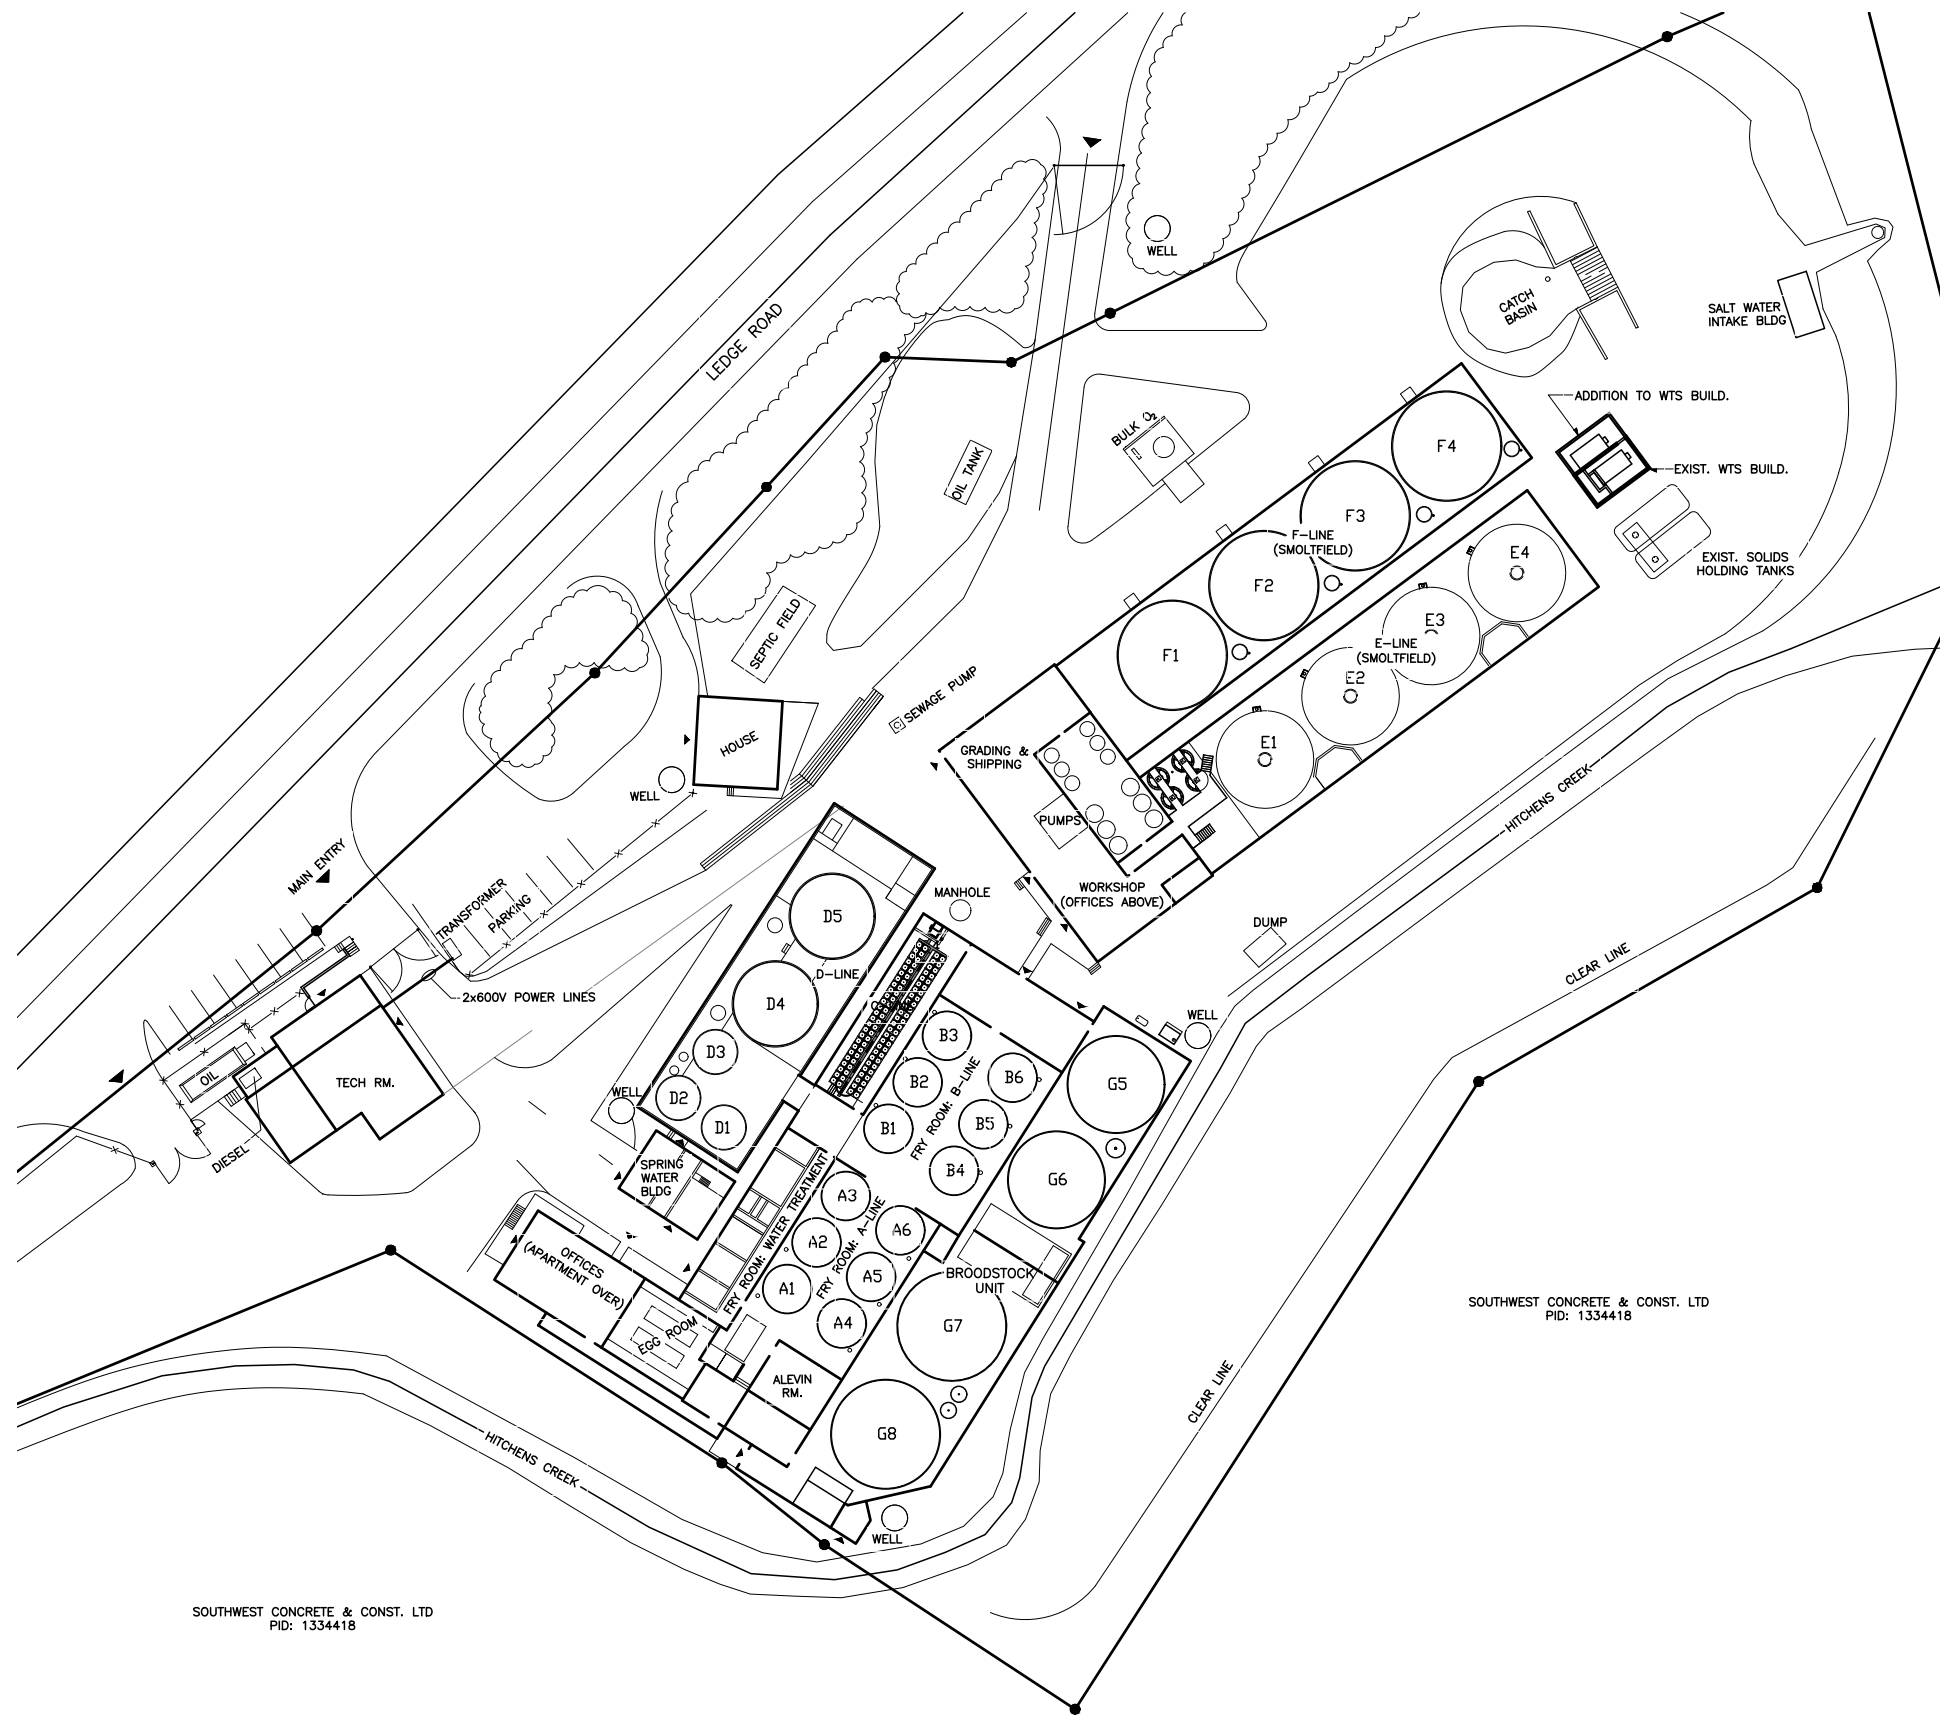 WELL
LEDGE ROAD
CATCH
BASIN
SALT WATER
INTAKE BLDG
ADDITION TO WTS BUILD.
BULK O2
OIL TANK
F4
EXIST. WTS BUILD.
F3
F-LINE
(SMOLTFIELD)
F2
E4
EXIST. SOLIDS
HOLDING TANKS
SEPTIC FIELD
E3
E-LINE
(SMOLTFIELD)
F1
E2
SEWAGE PUMP
HOUSE
E1
GRADING &
SHIPPING
WELL
PUMPS
HITCHENS CREEK
MAIN ENTRY
TRANSFORMER
PARKING
MANHOLE
WORKSHOP
(OFFICES ABOVE)
D5
DUMP
CLEAR LINE
D-LINE
2x600V POWER LINES
D4
WELL
B3
D3
OIL
TECH RM.
B2
B6
G5
WELL
D2
FRY ROOM: B-LINE
D1
B1
B5
DIESEL
SPRING
WATER
BLDG
B4
G6
FRY ROOM: WATER TREATMENT
A3
FRY ROOM: A-LINE
A6
A2
OFFICES
(APARTMENT OVER)
A5
A1
BROODSTOCK
UNIT
A4
G7
EGG ROOM
SOUTHWEST CONCRETE & CONST. LTD
PID: 1334418
ALEVIN
RM.
CLEAR LINE
G8
HITCHENS CREEK
WELL
SOUTHWEST CONCRETE & CONST. LTD
PID: 1334418